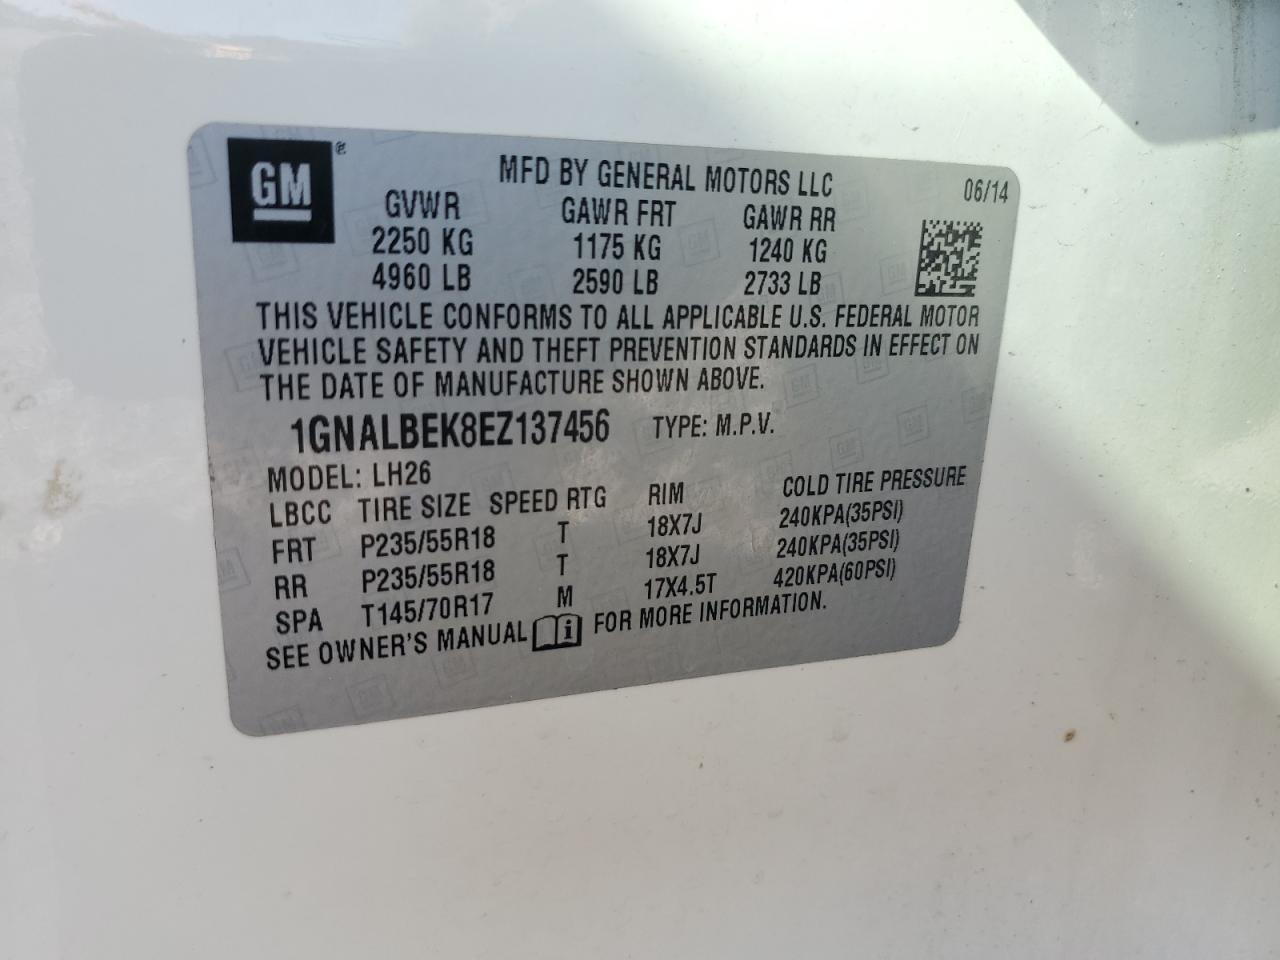 GM ®
MFD BY GENERAL MOTORS LLC 06/14
GVWR GAWR FRT GAWR RR
2250 KG 1175 KG 1240 KG
4960 LB 2590 LB 2733 LB
THIS VEHICLE CONFORMS TO ALL APPLICABLE U.S. FEDERAL MOTOR
VEHICLE SAFETY AND THEFT PREVENTION STANDARDS IN EFFECT ON
THE DATE OF MANUFACTURE SHOWN ABOVE.
1GNALBEK8EZ137456 TYPE: M.P.V.
MODEL: LH26
LBCC TIRE SIZE SPEED RTG RIM COLD TIRE PRESSURE
FRT P235/55R18 T 18X7J 240KPA(35PSI)
RR P235/55R18 T 18X7J 240KPA(35PSI)
SPA T145/70R17 M 17X4.5T 420KPA(60PSI)
SEE OWNER'S MANUAL i FOR MORE INFORMATION.